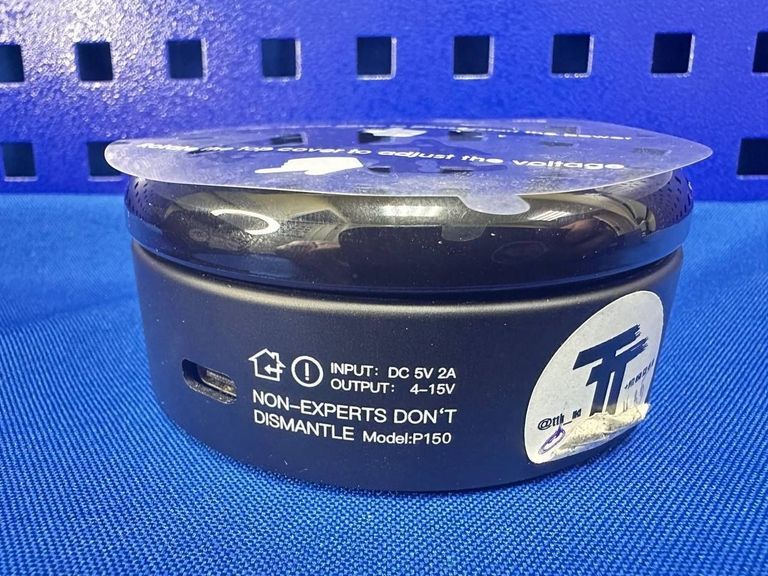 Rotate the top cover to adjust the voltage
INPUT: DC 5V 2A
OUTPUT: 4-15V
NON-EXPERTS DON'T
DISMANTLE Model:P150
TT